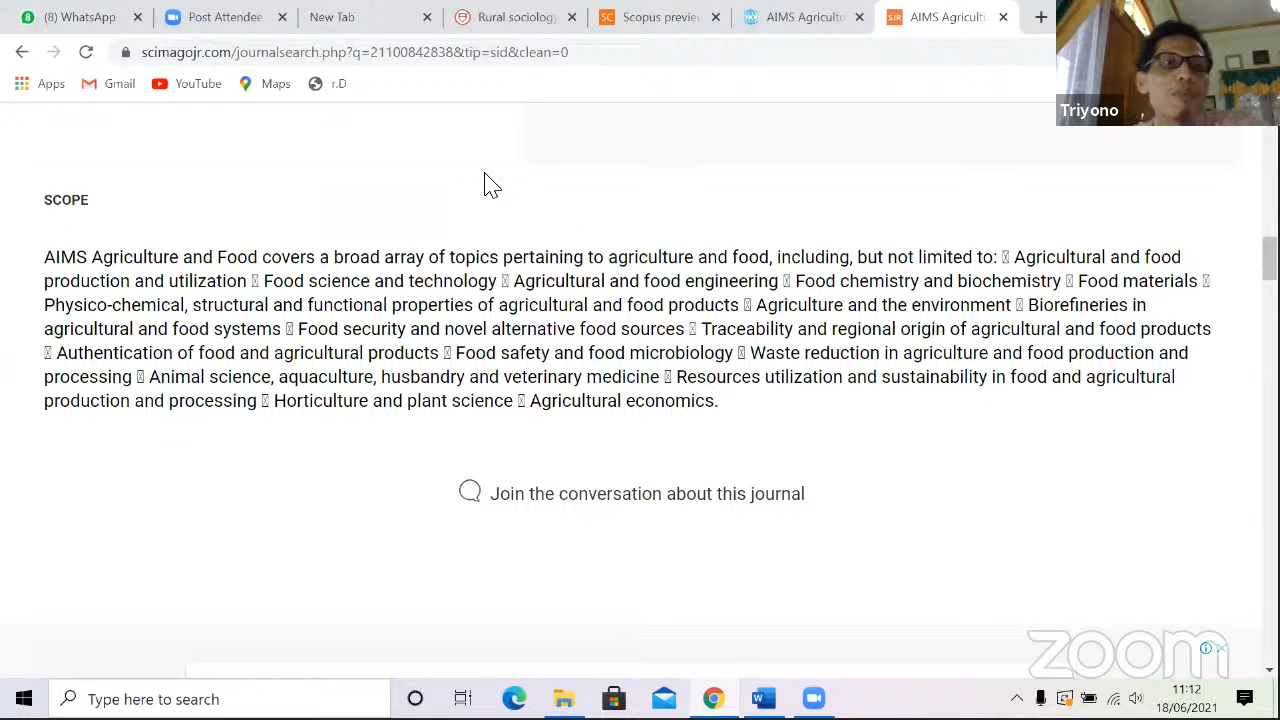 WhatsApp
Post Attendee
New Tab
Rural sociology
Scopus preview
AIMS Agricultu
AIMS Agricultu
scimagojr.com/journalsearch.php?q=21100842838&tip=sid&clean=0
Apps
Gmail
YouTube
Maps
r.D
Triyono
SCOPE
AIMS Agriculture and Food covers a broad array of topics pertaining to agriculture and food, including, but not limited to:  Agricultural and food
production and utilization  Food science and technology  Agricultural and food engineering  Food chemistry and biochemistry  Food materials 
Physico-chemical, structural and functional properties of agricultural and food products  Agriculture and the environment  Biorefineries in
agricultural and food systems  Food security and novel alternative food sources  Traceability and regional origin of agricultural and food products
 Authentication of food and agricultural products  Food safety and food microbiology  Waste reduction in agriculture and food production and
processing  Animal science, aquaculture, husbandry and veterinary medicine  Resources utilization and sustainability in food and agricultural
production and processing  Horticulture and plant science  Agricultural economics.
Join the conversation about this journal
zoom
Type here to search
11:12
18/06/2021